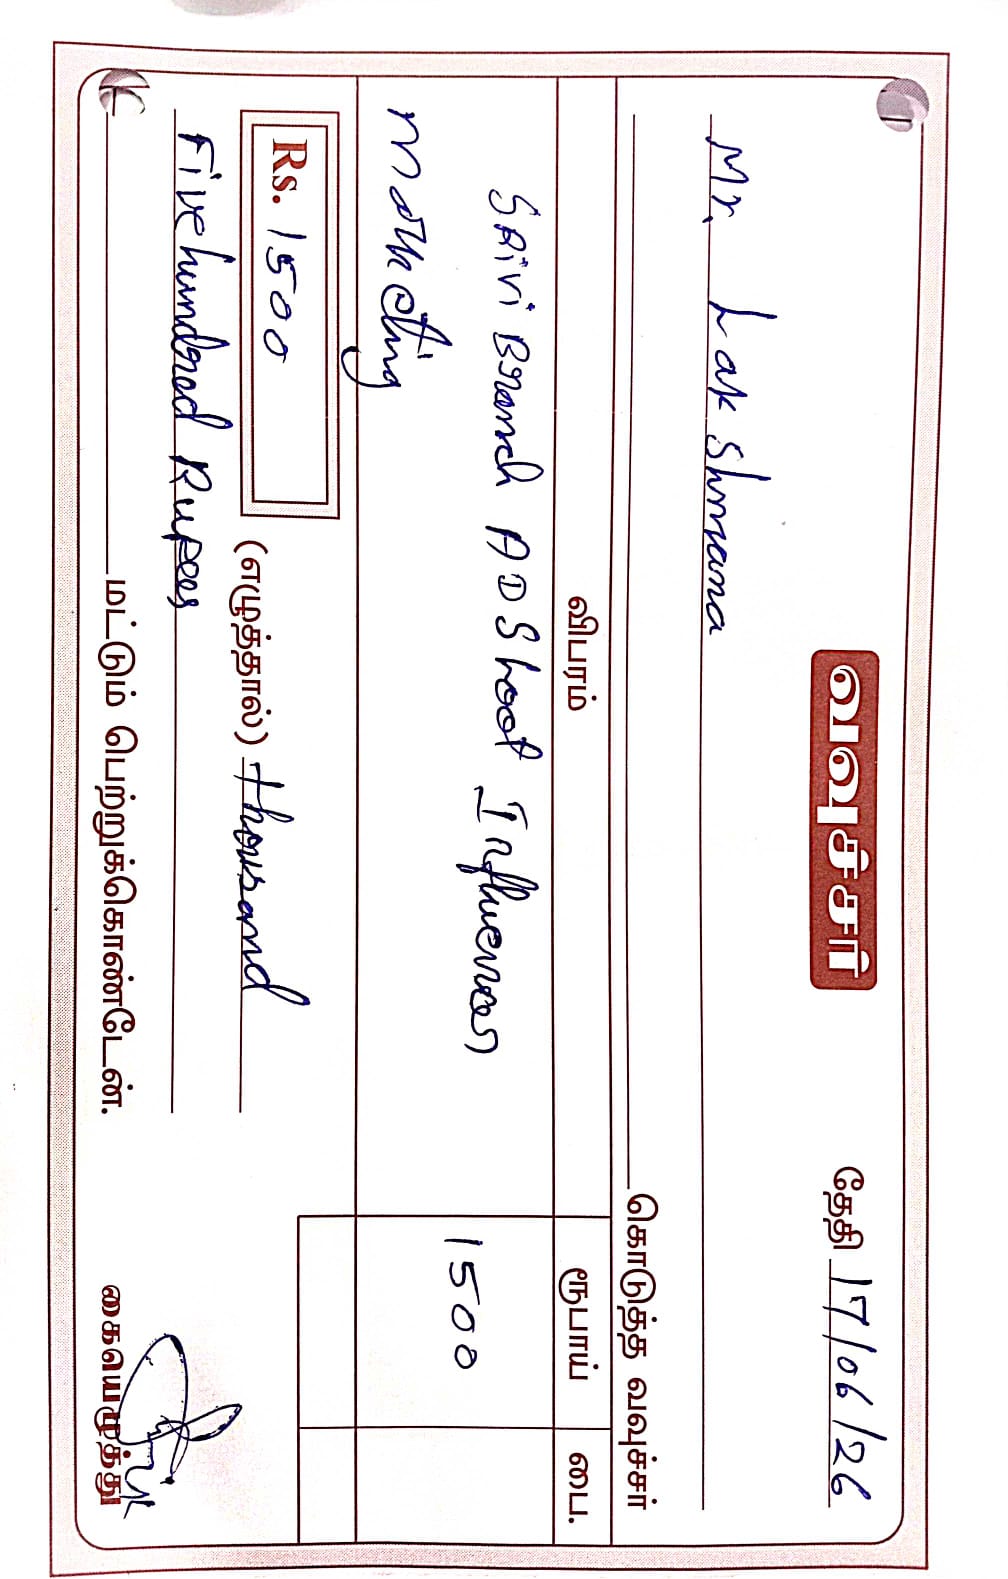 வவுச்சர்
தேதி 17/06/26
Mr. Lakshmana
கொடுத்த வவுச்சர்
விபரம் ரூபாய் பை.
SRivi Branch AD Shoot Influencer 1500
marketing
Rs. 1500 (எழுத்தால்) thousand
Five hundred Rupees
மட்டும் பெற்றுக்கொண்டேன்.
கையெழுத்து